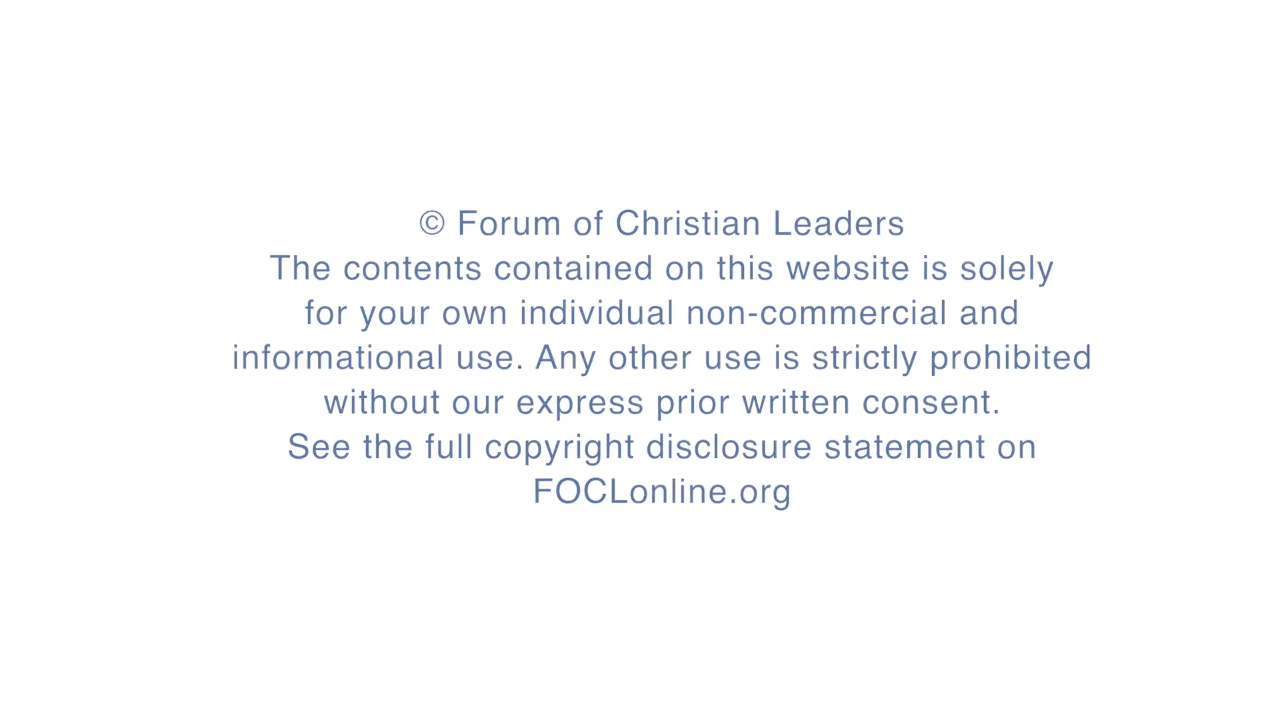 © Forum of Christian Leaders
The contents contained on this website is solely
for your own individual non-commercial and
informational use. Any other use is strictly prohibited
without our express prior written consent.
See the full copyright disclosure statement on
FOCLonline.org